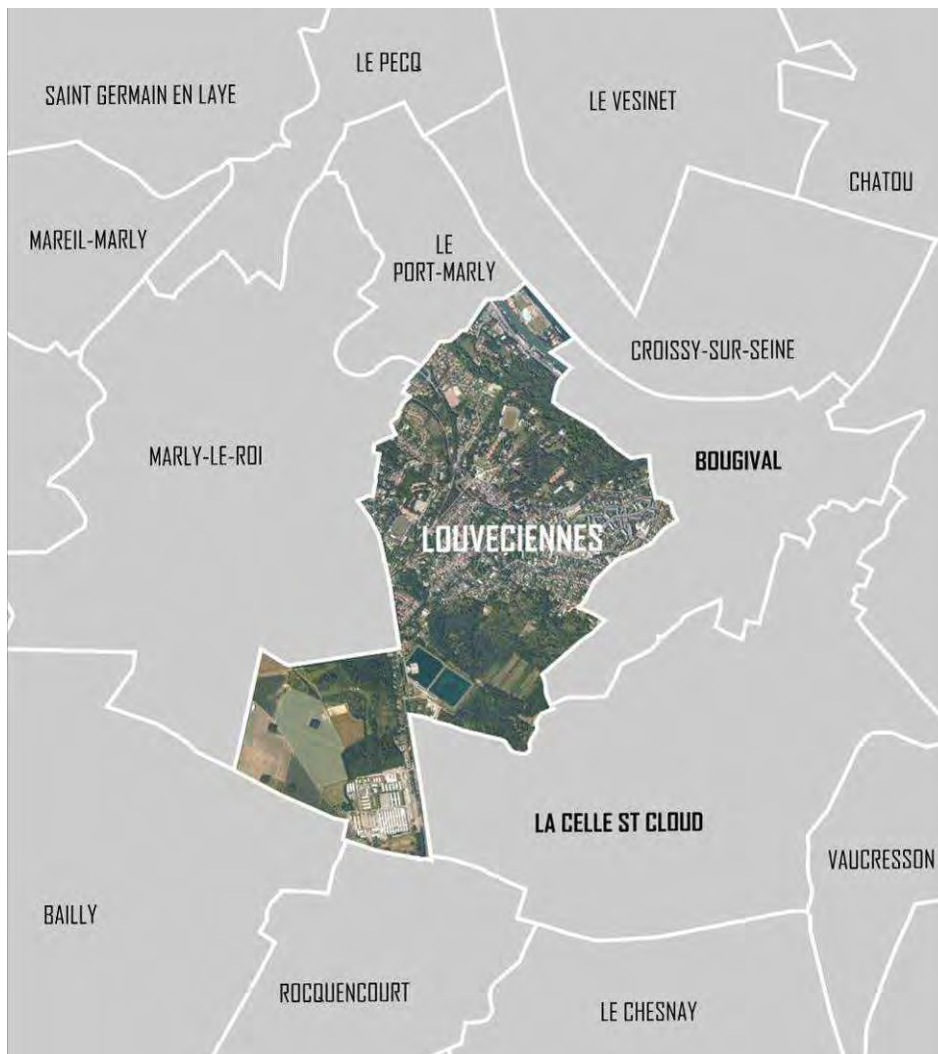 LE PECQ
SAINT GERMAIN EN LAYE
LE VESINET
CHATOU
MAREIL-MARLY
LE
PORT-MARLY
CROISSY-SUR-SEINE
MARLY-LE-ROI
BOUGIVAL
LOUVECIENNES
LA CELLE ST CLOUD
VAUCRESSON
BAILLY
ROCQUENCOURT
LE CHESNAY